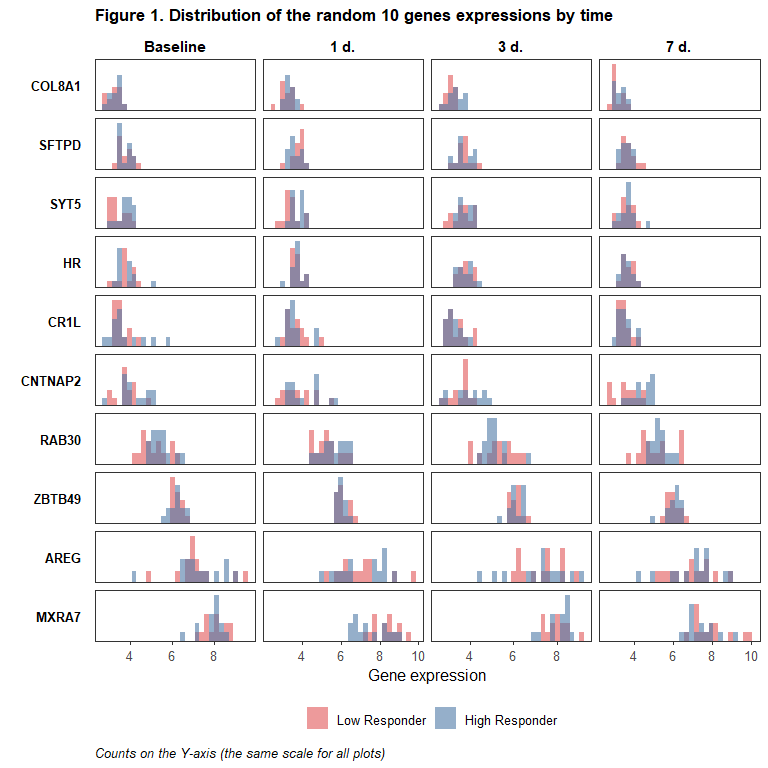 Figure 1. Distribution of the random 10 genes expressions by time
Baseline 1 d. 3 d. 7 d.
COL8A1
SFTPD
SYT5
HR
CR1L
CNTNAP2
RAB30
ZBTB49
AREG
MXRA7
4 6 8 4 6 8 10 4 6 8 4 6 8 10
Gene expression
Low Responder High Responder
Counts on the Y-axis (the same scale for all plots)